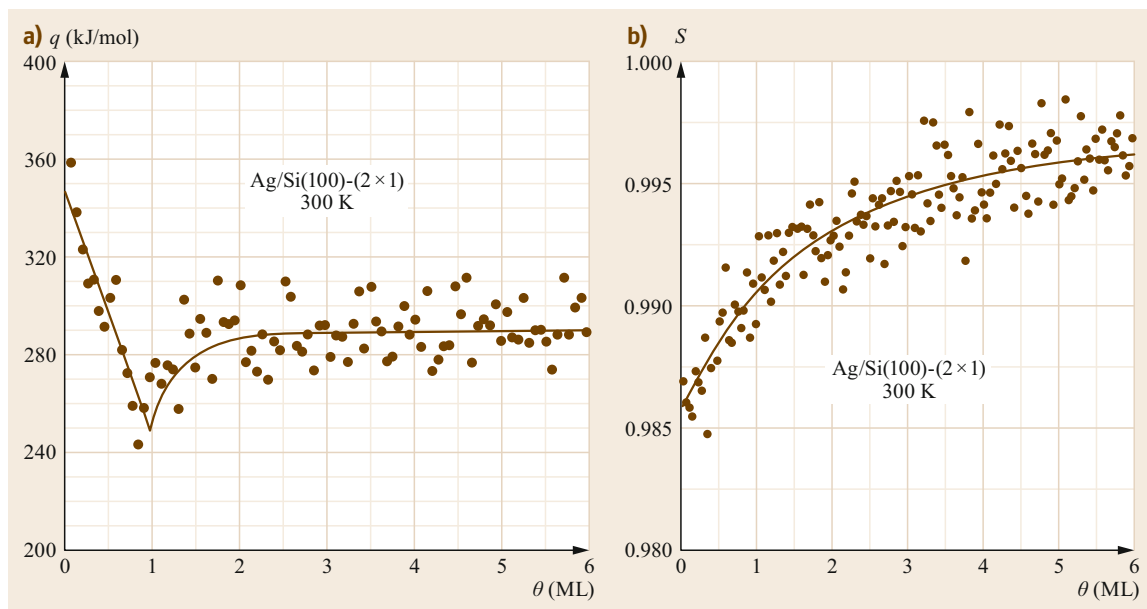 a) q (kJ/mol)
400
360
320
280
240
200
0 1 2 3 4 5 6
θ (ML)
Ag/Si(100)-(2 × 1)
300 K
b) S
1.000
0.995
0.990
0.985
0.980
0 1 2 3 4 5 6
θ (ML)
Ag/Si(100)-(2 × 1)
300 K